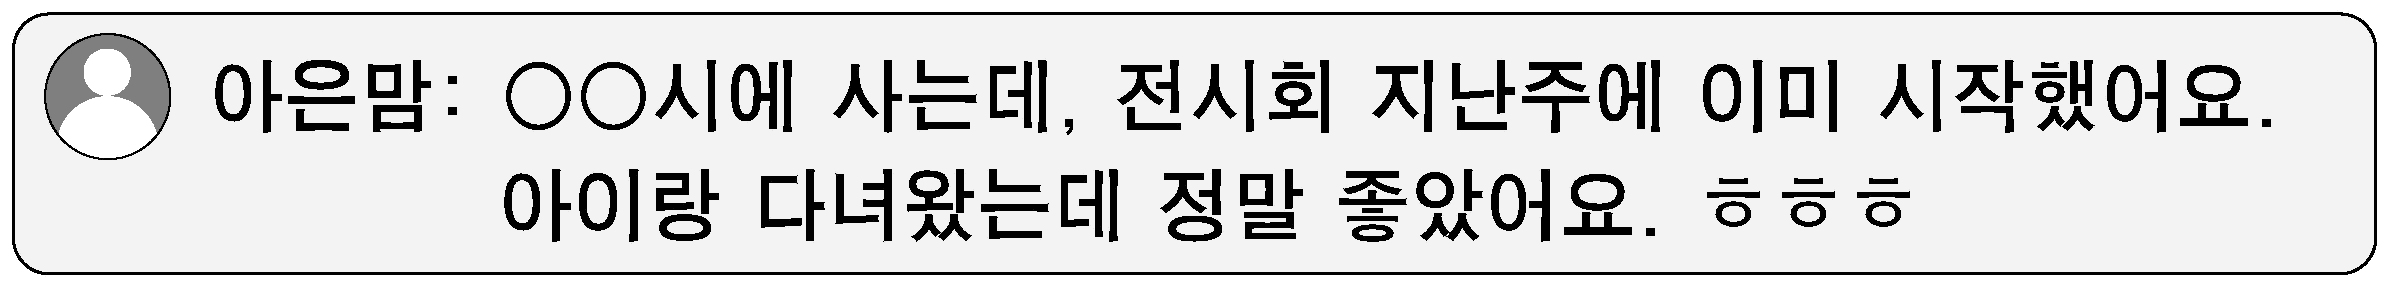 아은맘: ○○시에 사는데, 전시회 지난주에 이미 시작했어요.
아이랑 다녀왔는데 정말 좋았어요. ㅎㅎㅎ